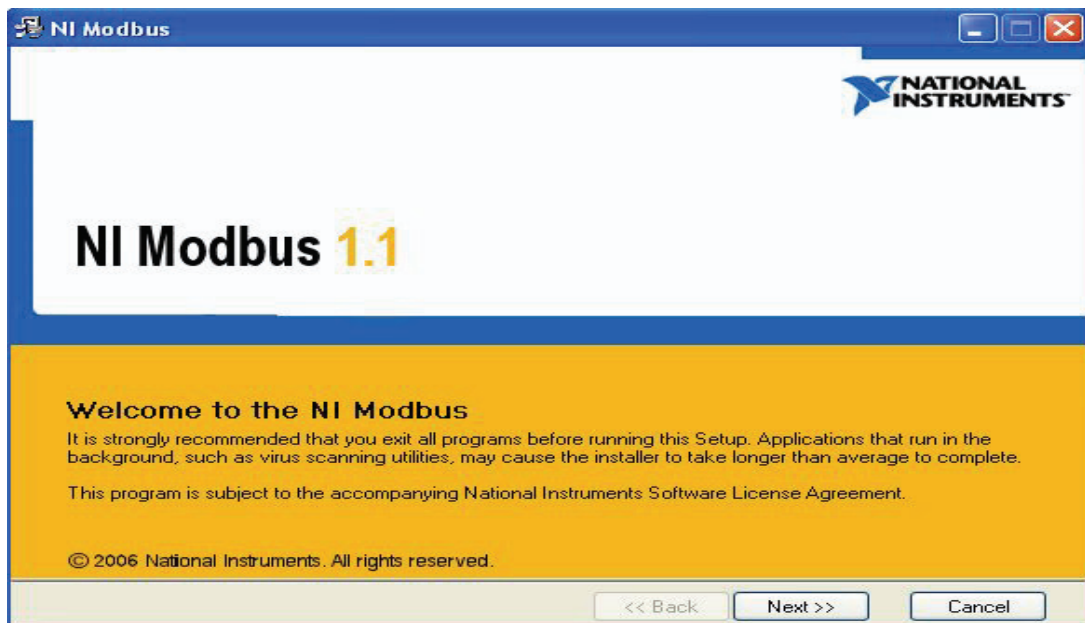 NI Modbus
NATIONAL
INSTRUMENTS™
NI Modbus 1.1
Welcome to the NI Modbus
It is strongly recommended that you exit all programs before running this Setup. Applications that run in the
background, such as virus scanning utilities, may cause the installer to take longer than average to complete.
This program is subject to the accompanying National Instruments Software License Agreement.
© 2006 National Instruments. All rights reserved.
<< Back
Next >>
Cancel